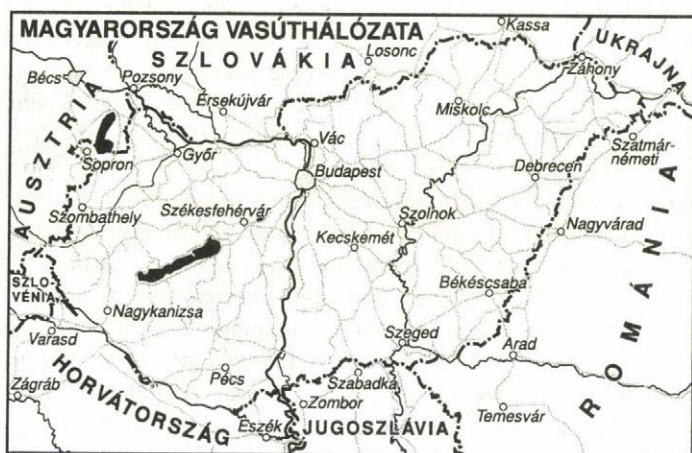 MAGYARORSZÁG VASÚTHÁLÓZATA
Kassa
SZLOVÁKIA
Losonc
UKRAJNA
Bécs
Pozsony
Záhony
Érsekújvár
Miskolc
AUSZTRIA
Vác
Szatmár-
németi
Sopron
Győr
Budapest
Debrecen
Szombathely
Székesfehérvár
Szolnok
Nagyvárad
Kecskemét
ROMÁNIA
SZLO-
VÉNIA
Békéscsaba
Nagykanizsa
Varasd
Szeged
Arad
Pécs
Szabadka
Zágráb
HORVÁTORSZÁG
Zombor
Temesvár
Eszék
JUGOSZLÁVIA